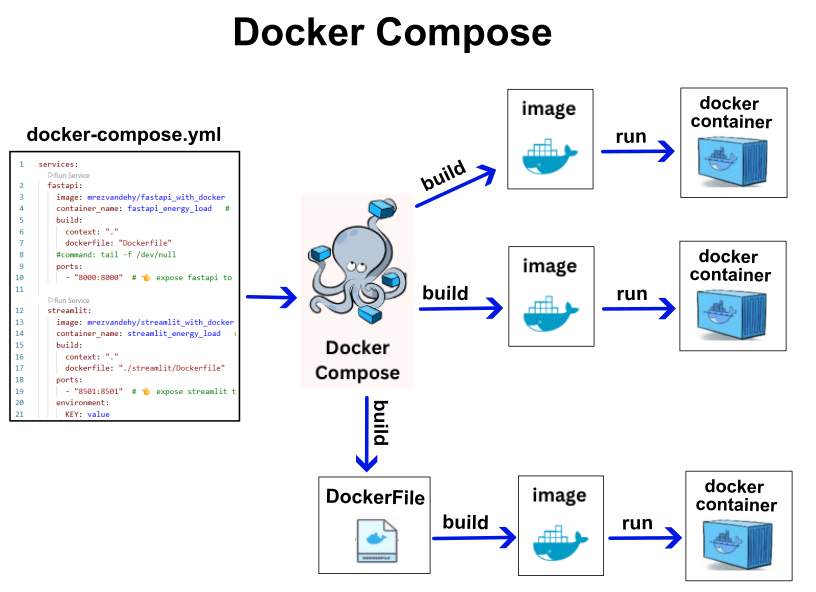 Docker Compose
docker-compose.yml
1 services:
▷Run Service
2 fastapi:
3 image: mrezvandehy/fastapi_with_docker
4 container_name: fastapi_energy_load #
5 build:
6 context: "."
7 dockerfile: "Dockerfile"
8 #command: tail -f /dev/null
9 ports:
10 - "8000:8000" # 👈 expose fastapi to
11
▷Run Service
12 streamlit:
13 image: mrezvandehy/streamlit_with_docker
14 container_name: streamlit_energy_load
15 build:
16 context: "."
17 dockerfile: "./streamlit/Dockerfile"
18 ports:
19 - "8501:8501" # 👈 expose streamlit t
20 environment:
21 KEY: value
Docker
Compose
build
image
run
docker
container
build
image
run
docker
container
build
DockerFile
build
image
run
docker
container